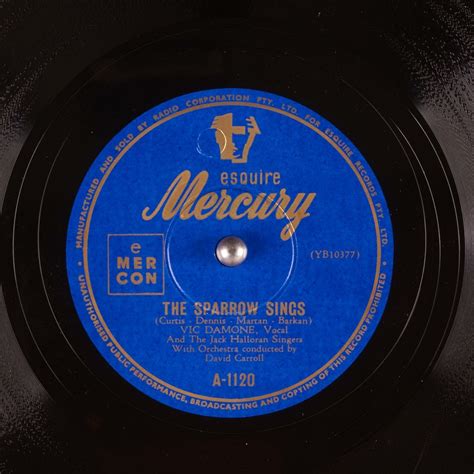 MANUFACTURED AND SOLD BY RADIO CORPORATION PTY. LTD. FOR ESQUIRE RECORDS PTY. LTD.
esquire
Mercury
(YB10377)
e
MER
CON
THE SPARROW SINGS
(Curtis - Dennis - Martan - Barkan)
VIC DAMONE, Vocal
And The Jack Halloran Singers
With Orchestra conducted by
David Carroll
A-1120
UNAUTHORISED PUBLIC PERFORMANCE, BROADCASTING AND COPYING OF THIS RECORD PROHIBITED